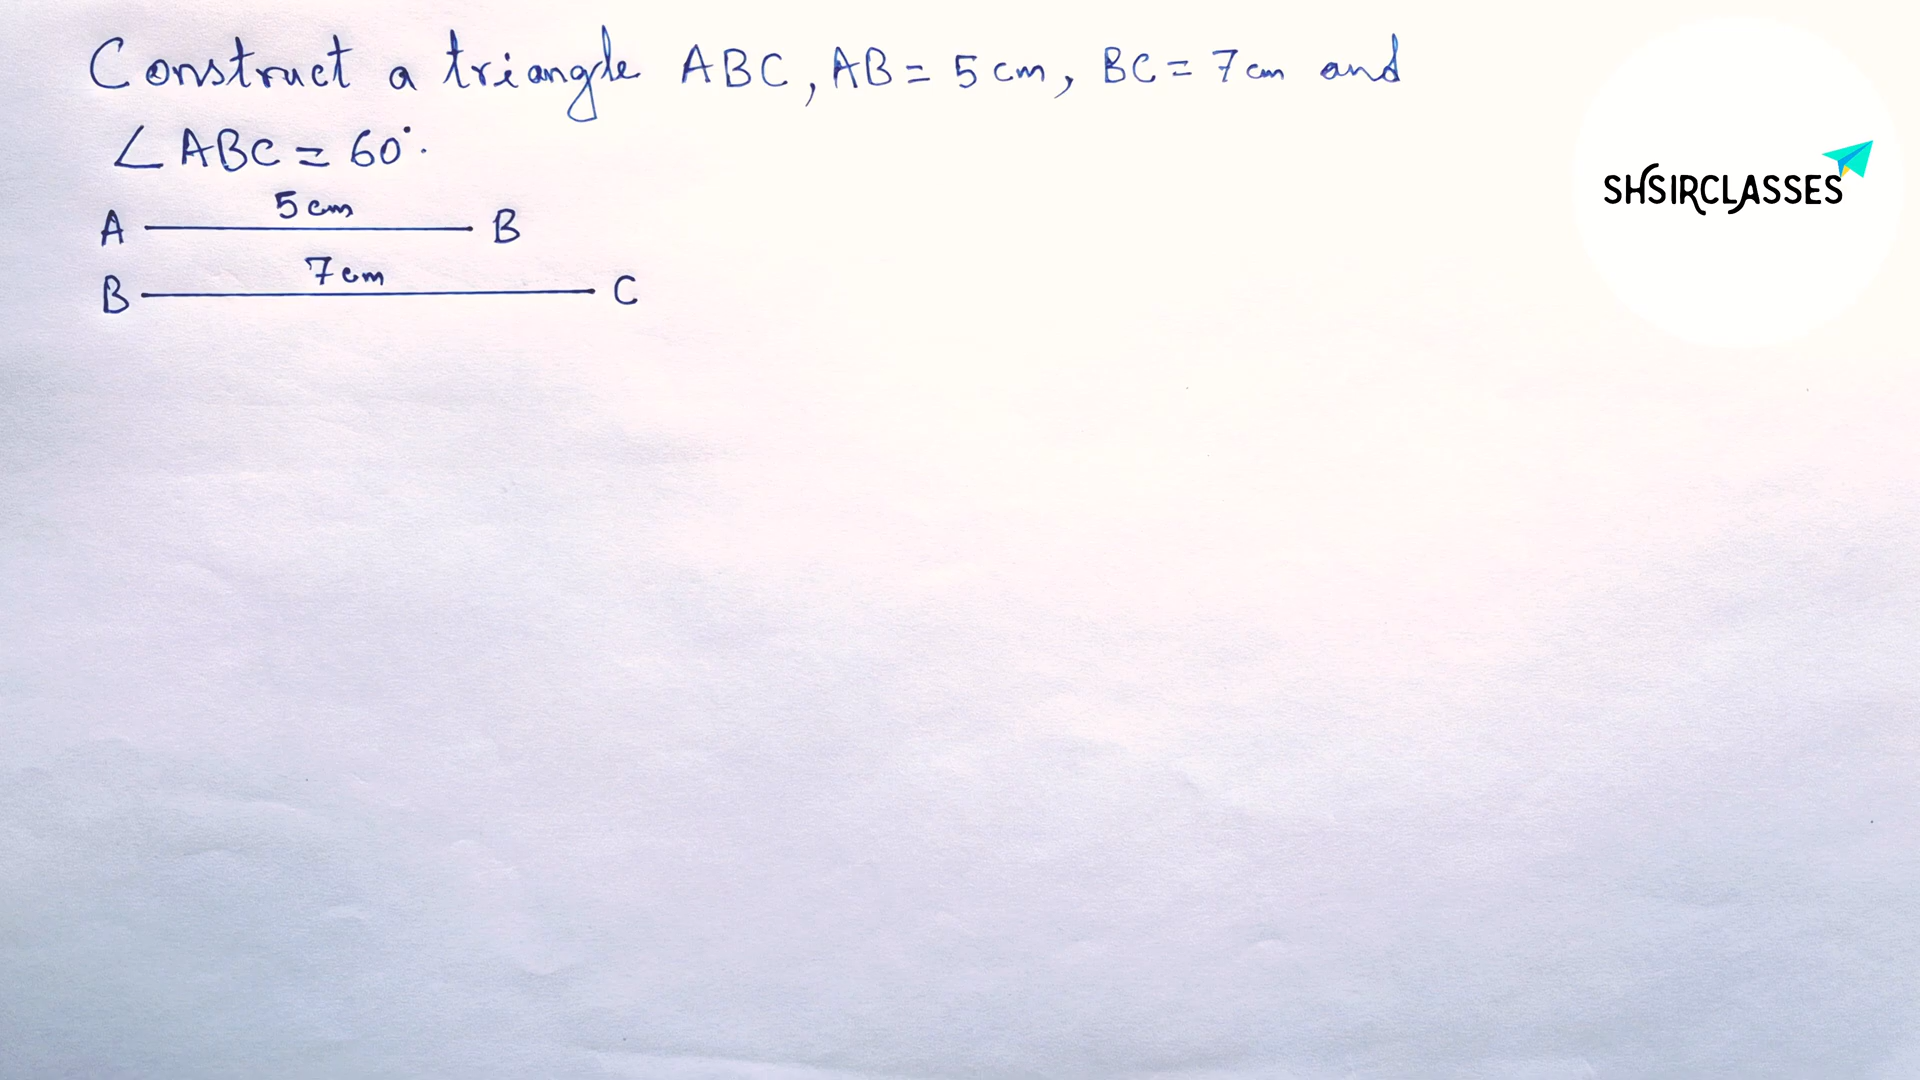 Construct a triangle ABC, AB = 5 cm, BC = 7 cm and
∠ABC = 60°.
5 cm
A B
7 cm
B C
SHSIRCLASSES